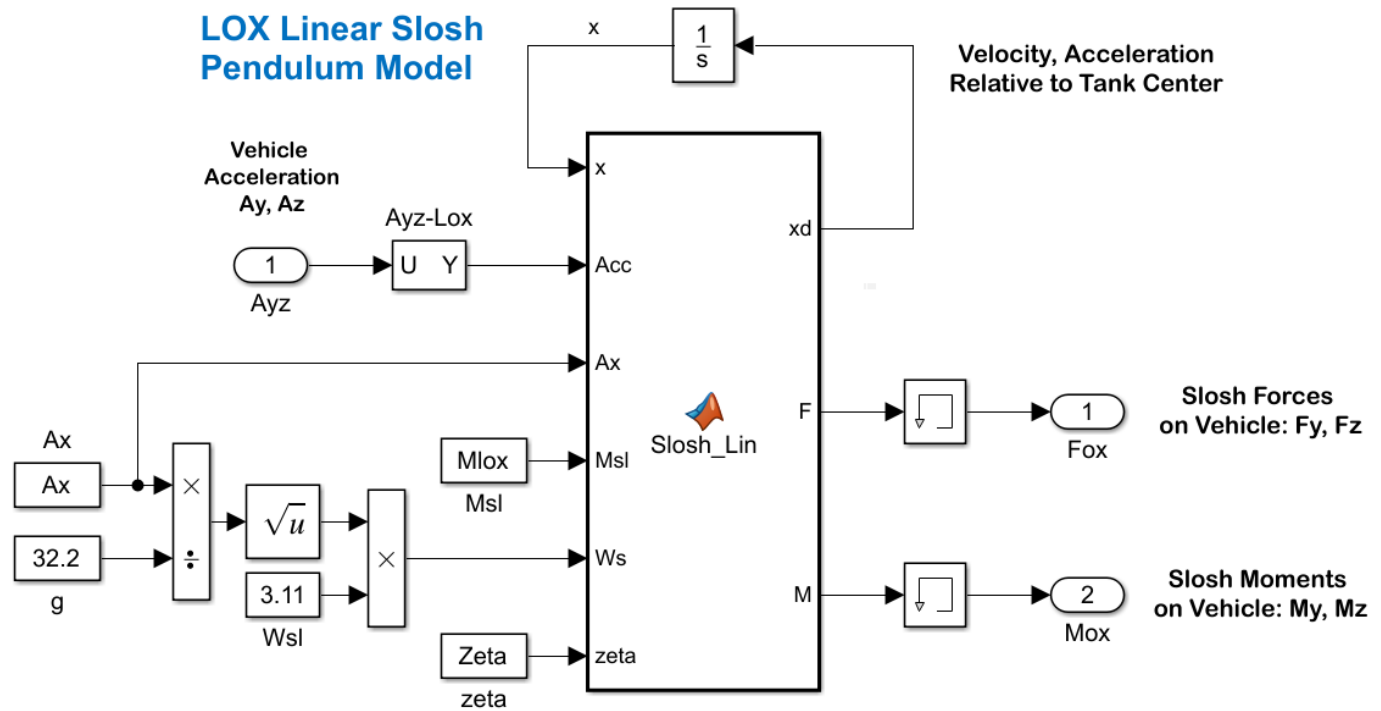 LOX Linear Slosh
Pendulum Model
x
1
s
Velocity, Acceleration
Relative to Tank Center
Vehicle
Acceleration
Ay, Az
x
Ayz-Lox
xd
1
U Y
Acc
Ayz
Ax
F
1
Slosh Forces
on Vehicle: Fy, Fz
Slosh_Lin
Fox
Ax
Mlox
Msl
Ax
×
Msl
√u
32.2
÷
×
Ws
g
3.11
M
2
Slosh Moments
on Vehicle: My, Mz
Wsl
Mox
Zeta
zeta
zeta